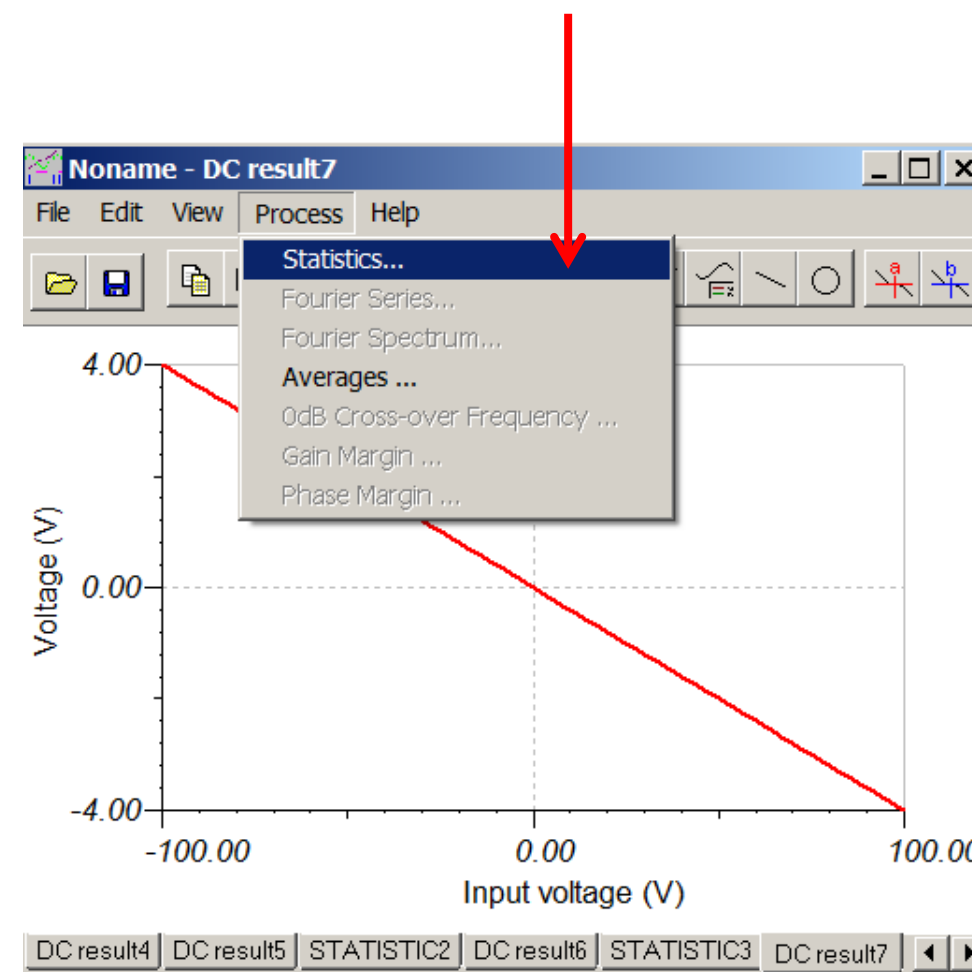 Noname - DC result7
File Edit View Process Help
Statistics...
Fourier Series...
Fourier Spectrum...
Averages ...
0dB Cross-over Frequency ...
Gain Margin ...
Phase Margin ...
a b
4.00
0.00
-4.00
Voltage (V)
-100.00 0.00 100.00
Input voltage (V)
DC result4 DC result5 STATISTIC2 DC result6 STATISTIC3 DC result7